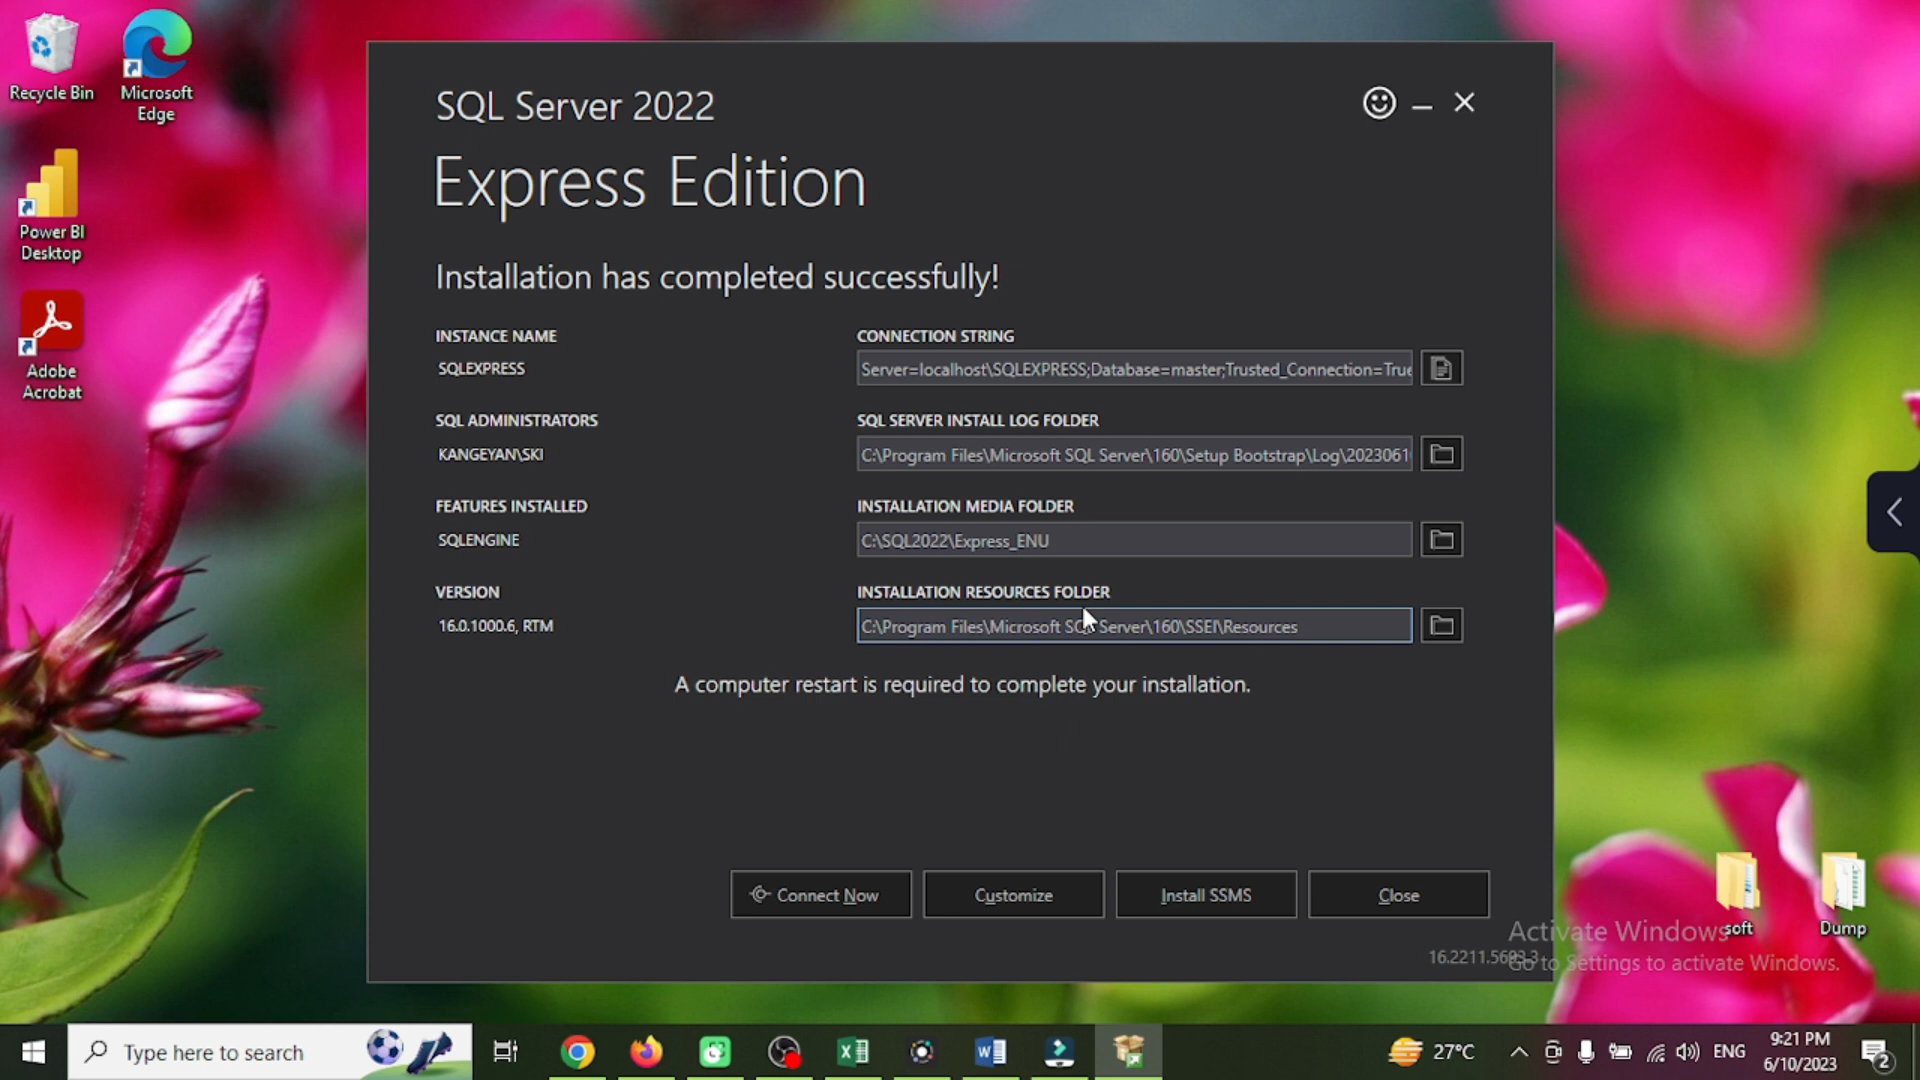 Recycle Bin
Microsoft
Edge
Power BI
Desktop
Adobe
Acrobat
SQL Server 2022
Express Edition
Installation has completed successfully!
INSTANCE NAME
SQLEXPRESS
CONNECTION STRING
Server=localhost\SQLEXPRESS;Database=master;Trusted_Connection=True
SQL ADMINISTRATORS
KANGEYAN\SKI
SQL SERVER INSTALL LOG FOLDER
C:\Program Files\Microsoft SQL Server\160\Setup Bootstrap\Log\2023061
FEATURES INSTALLED
SQLENGINE
INSTALLATION MEDIA FOLDER
C:\SQL2022\Express_ENU
VERSION
16.0.1000.6, RTM
INSTALLATION RESOURCES FOLDER
C:\Program Files\Microsoft SQL Server\160\SSEI\Resources
A computer restart is required to complete your installation.
Connect Now
Customize
Install SSMS
Close
soft
Dump
Activate Windows
Go to Settings to activate Windows.
Type here to search
27°C
ENG
9:21 PM
6/10/2023
2